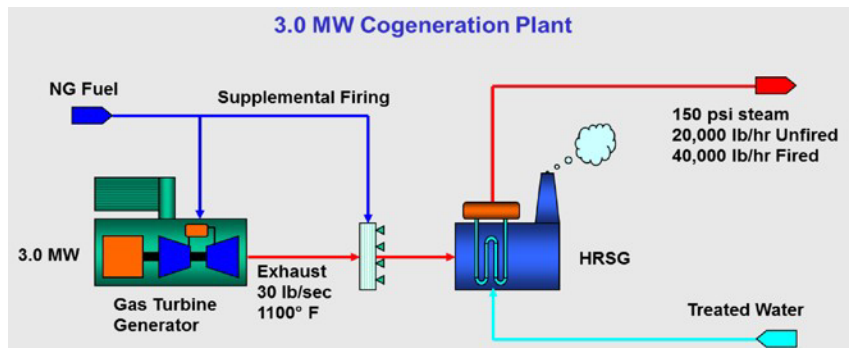 3.0 MW Cogeneration Plant
NG Fuel
Supplemental Firing
150 psi steam
20,000 lb/hr Unfired
40,000 lb/hr Fired
3.0 MW
Exhaust
30 lb/sec
1100° F
HRSG
Gas Turbine
Generator
Treated Water